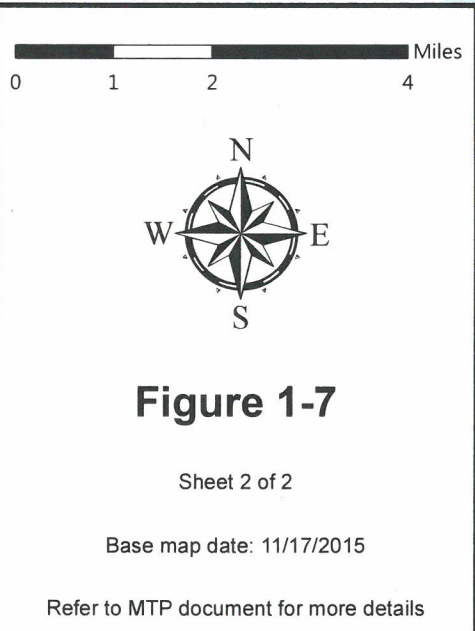 Miles
0 1 2 4
N
W E
S
Figure 1-7
Sheet 2 of 2
Base map date: 11/17/2015
Refer to MTP document for more details